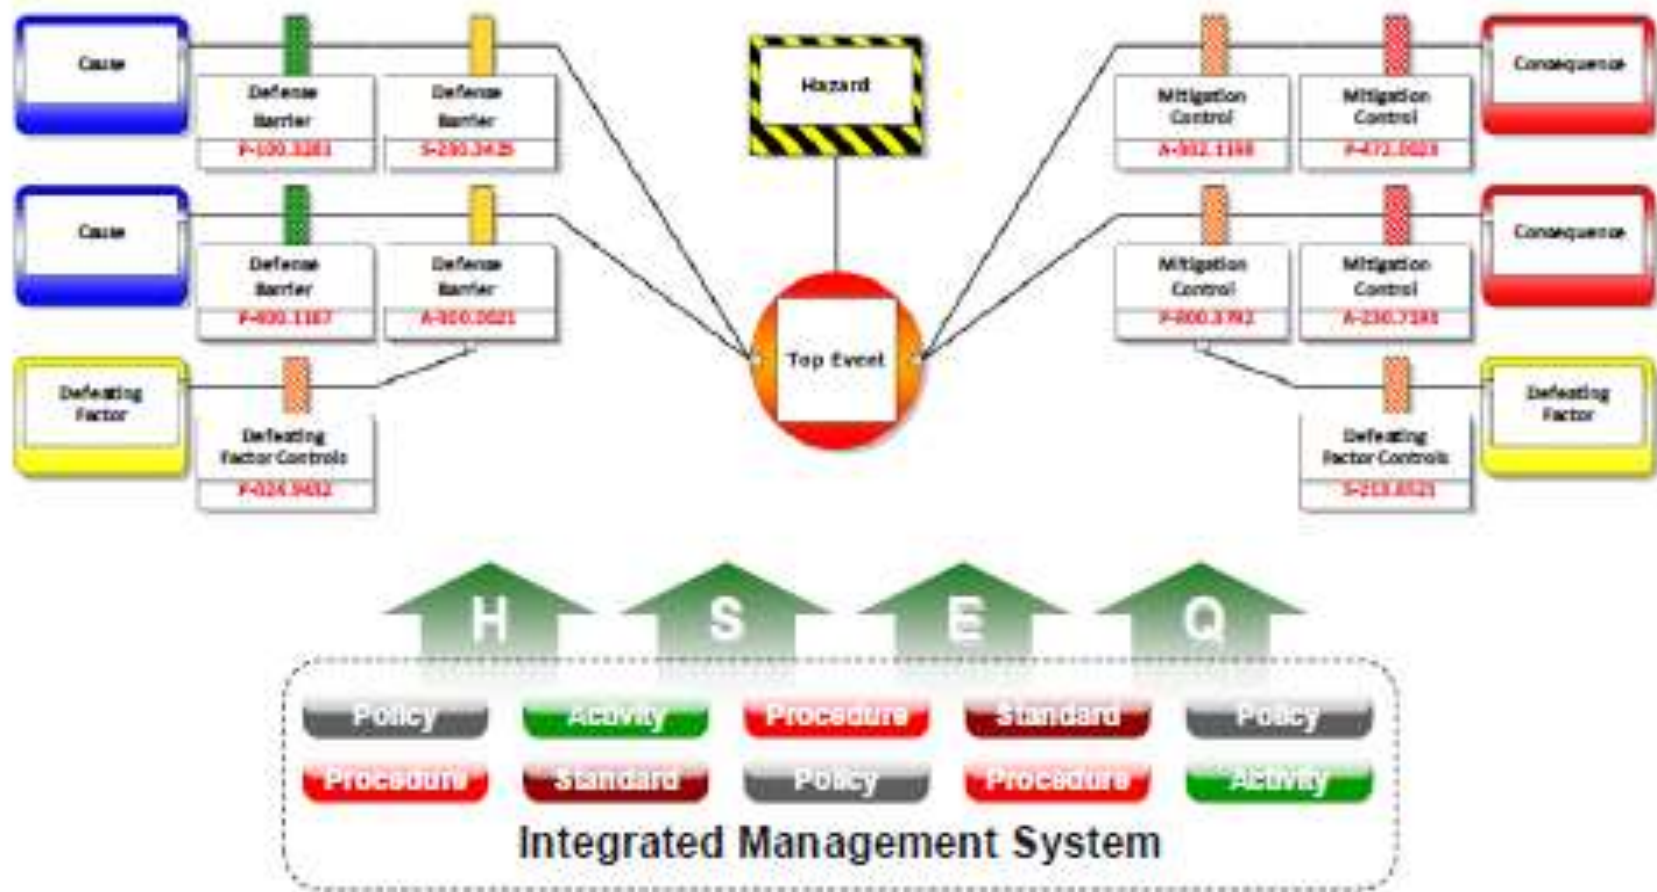 Cause
Defense
Barrier
Defense
Barrier
Hazard
Mitigation
Control
Mitigation
Control
Consequence
Cause
Defense
Barrier
Defense
Barrier
Top Event
Mitigation
Control
Mitigation
Control
Consequence
Defeating
Factor
Defeating
Factor Controls
Defeating
Factor Controls
Defeating
Factor
H S E Q
Policy Activity Procedure Standard Policy
Procedure Standard Policy Procedure Activity
Integrated Management System